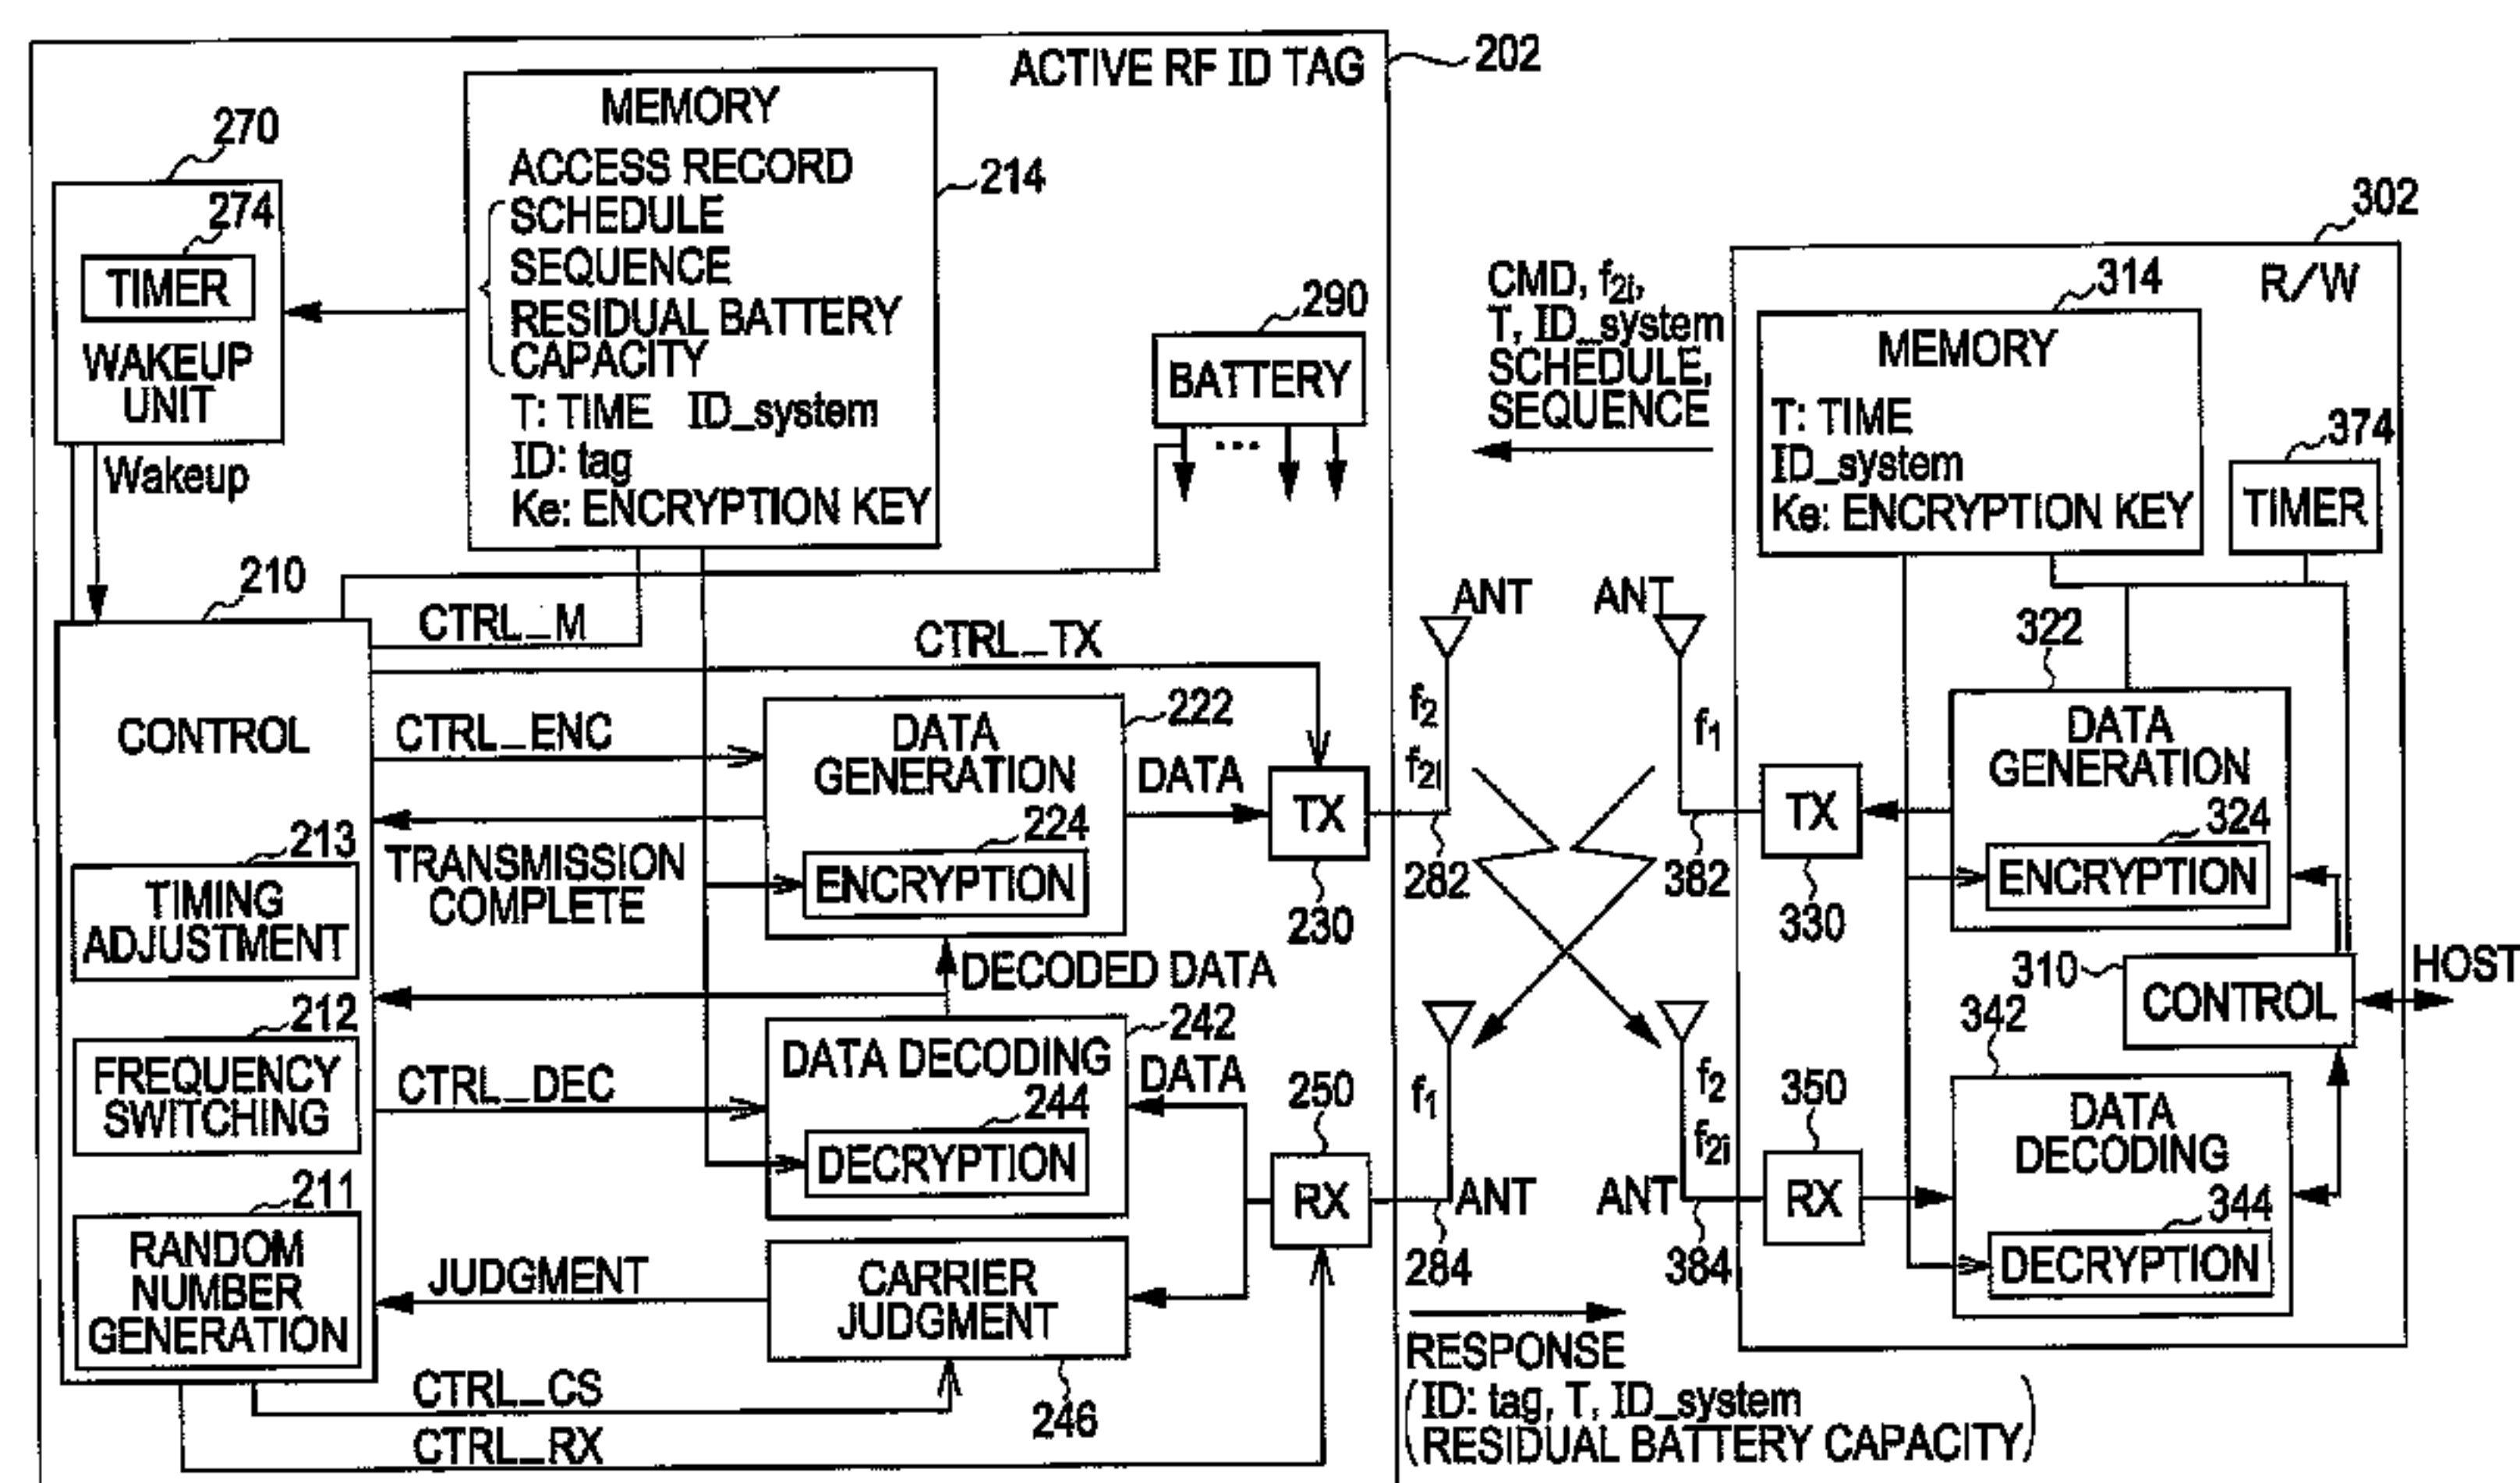 ACTIVE RF ID TAG
202
MEMORY
ACCESS RECORD
SCHEDULE
SEQUENCE
RESIDUAL BATTERY
CAPACITY
T: TIME ID_system
ID: tag
Ke: ENCRYPTION KEY
214
270
274
TIMER
WAKEUP
UNIT
Wakeup
290
BATTERY
...
210
CONTROL
213
TIMING
ADJUSTMENT
212
FREQUENCY
SWITCHING
211
RANDOM
NUMBER
GENERATION
CTRL_M
CTRL_TX
CTRL_ENC
TRANSMISSION
COMPLETE
222
DATA
GENERATION
224
ENCRYPTION
DATA
TX
230
DECODED DATA
CTRL_DEC
242
DATA DECODING
244
DECRYPTION
DATA
250
RX
JUDGMENT
CARRIER
JUDGMENT
246
CTRL_CS
CTRL_RX
ANT
f2
f2i
282
f1
ANT
284
CMD, f2i,
T, ID_system
SCHEDULE,
SEQUENCE
RESPONSE
(ID: tag, T, ID_system
RESIDUAL BATTERY CAPACITY)
302
R/W
314
MEMORY
T: TIME
ID_system
Ke: ENCRYPTION KEY
374
TIMER
ANT
f1
382
TX
330
322
DATA
GENERATION
324
ENCRYPTION
310
CONTROL
HOST
342
DATA
DECODING
344
DECRYPTION
f2
f2i
350
RX
ANT
384